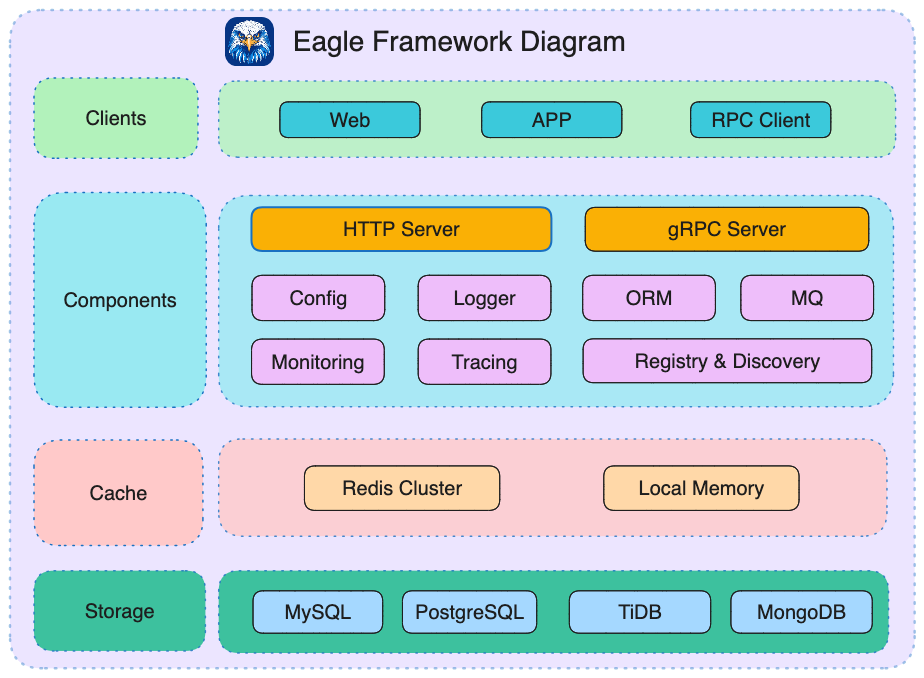 Eagle Framework Diagram
Clients
Web
APP
RPC Client
Components
HTTP Server
gRPC Server
Config
Logger
ORM
MQ
Monitoring
Tracing
Registry & Discovery
Cache
Redis Cluster
Local Memory
Storage
MySQL
PostgreSQL
TiDB
MongoDB